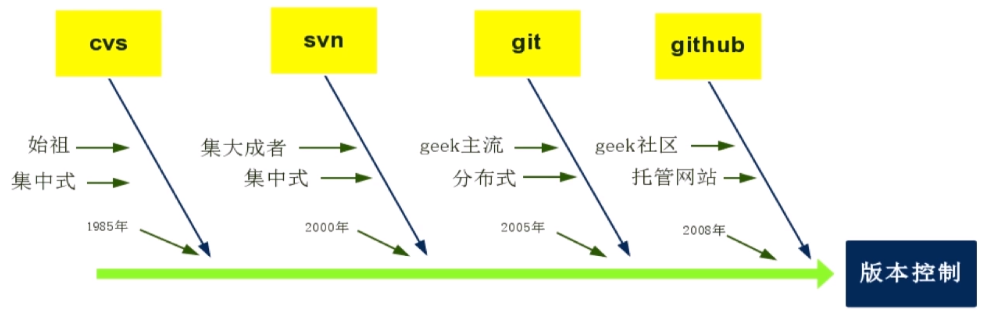 cvs
svn
git
github
始祖
集大成者
geek主流
geek社区
集中式
集中式
分布式
托管网站
1985年
2000年
2005年
2008年
版本控制